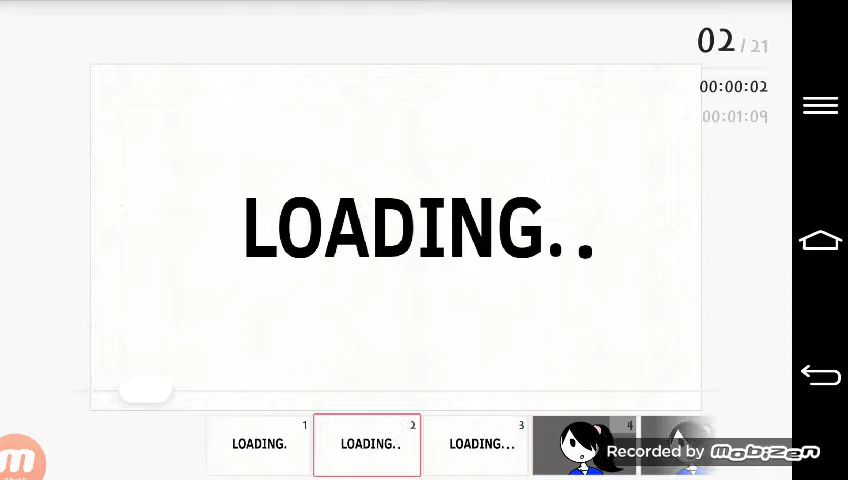 02 / 21
00:00:02
00:01:09
LOADING..
1
LOADING.
2
LOADING..
3
LOADING...
4
Recorded by mobizen